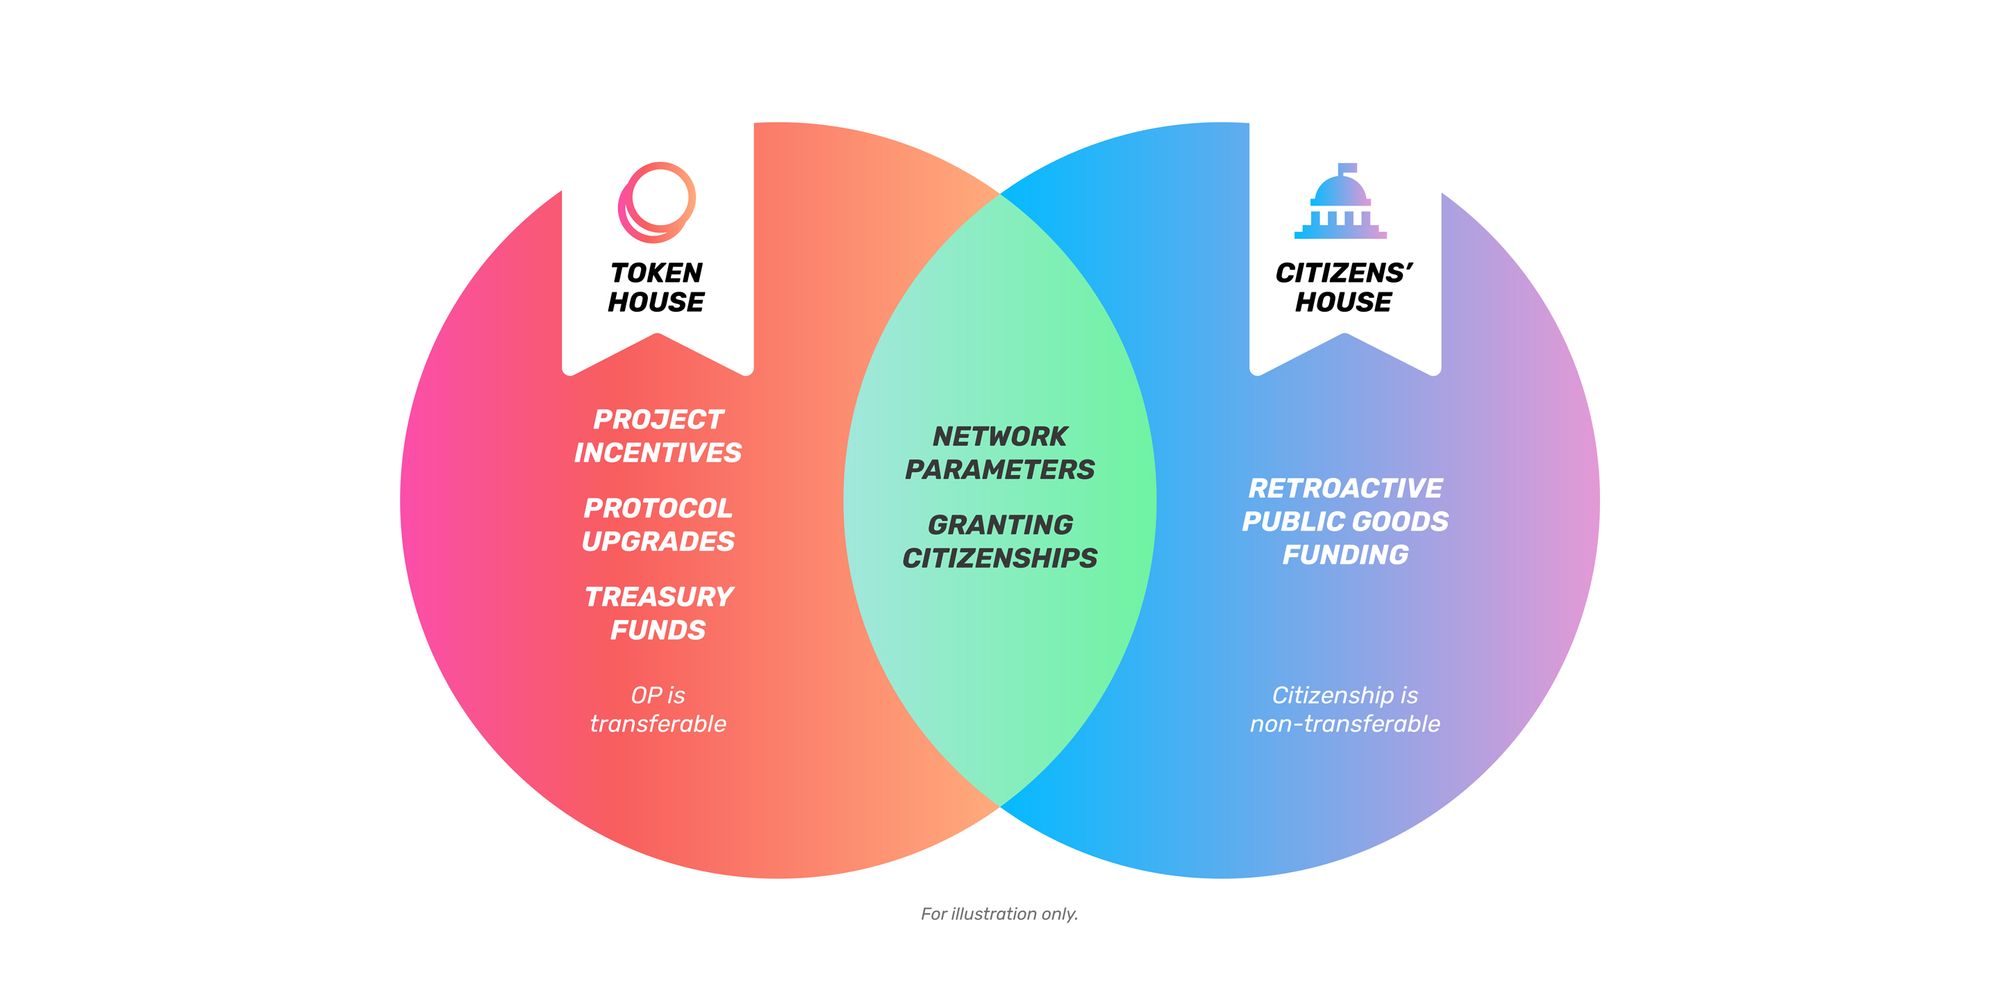 TOKEN
HOUSE
PROJECT
INCENTIVES
PROTOCOL
UPGRADES
TREASURY
FUNDS
OP is
transferable
NETWORK
PARAMETERS
GRANTING
CITIZENSHIPS
CITIZENS’
HOUSE
RETROACTIVE
PUBLIC GOODS
FUNDING
Citizenship is
non-transferable
For illustration only.